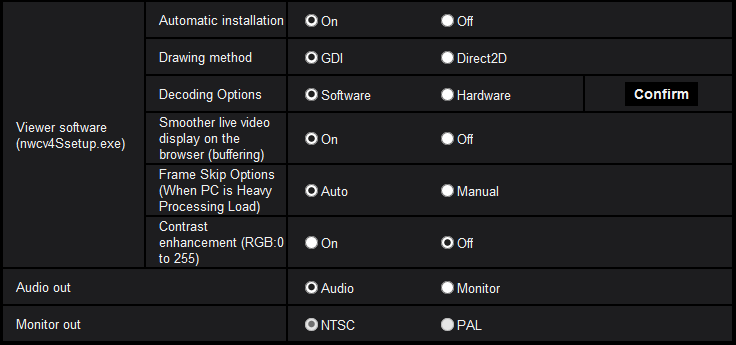 Automatic installation On Off
Drawing method GDI Direct2D
Decoding Options Software Hardware Confirm
Viewer software
(nwcv4Ssetup.exe)
Smoother live video
display on the
browser (buffering)
On Off
Frame Skip Options
(When PC is Heavy
Processing Load)
Auto Manual
Contrast
enhancement (RGB:0
to 255)
On Off
Audio out Audio Monitor
Monitor out NTSC PAL